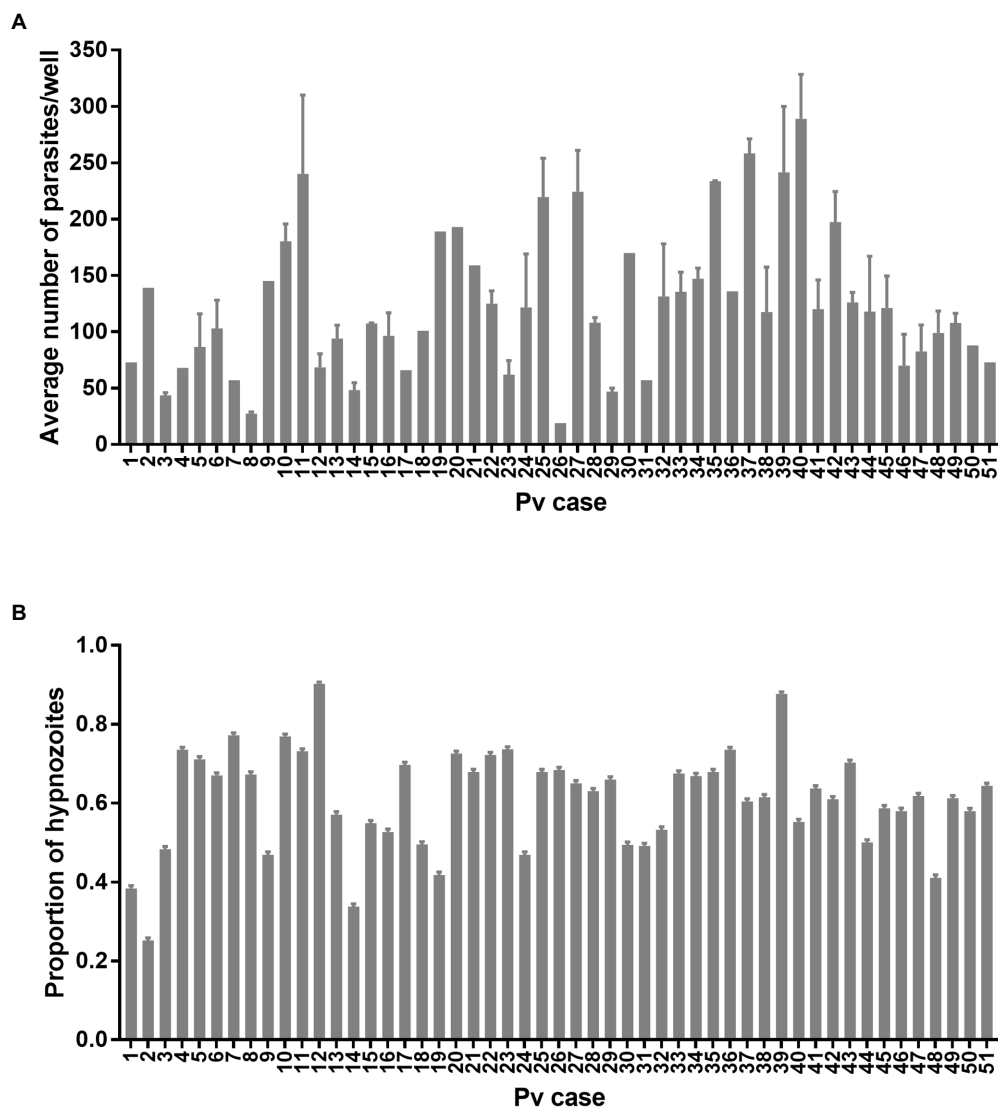 A
Average number of parasites/well
350
300
250
200
150
100
50
0
1 2 3 4 5 6 7 8 9 10 11 12 13 14 15 16 17 18 19 20 21 22 23 24 25 26 27 28 29 30 31 32 33 34 35 36 37 38 39 40 41 42 43 44 45 46 47 48 49 50 51
Pv case
B
Proportion of hypnozoites
1.0
0.8
0.6
0.4
0.2
0.0
1 2 3 4 5 6 7 8 9 10 11 12 13 14 15 16 17 18 19 20 21 22 23 24 25 26 27 28 29 30 31 32 33 34 35 36 37 38 39 40 41 42 43 44 45 46 47 48 49 50 51
Pv case